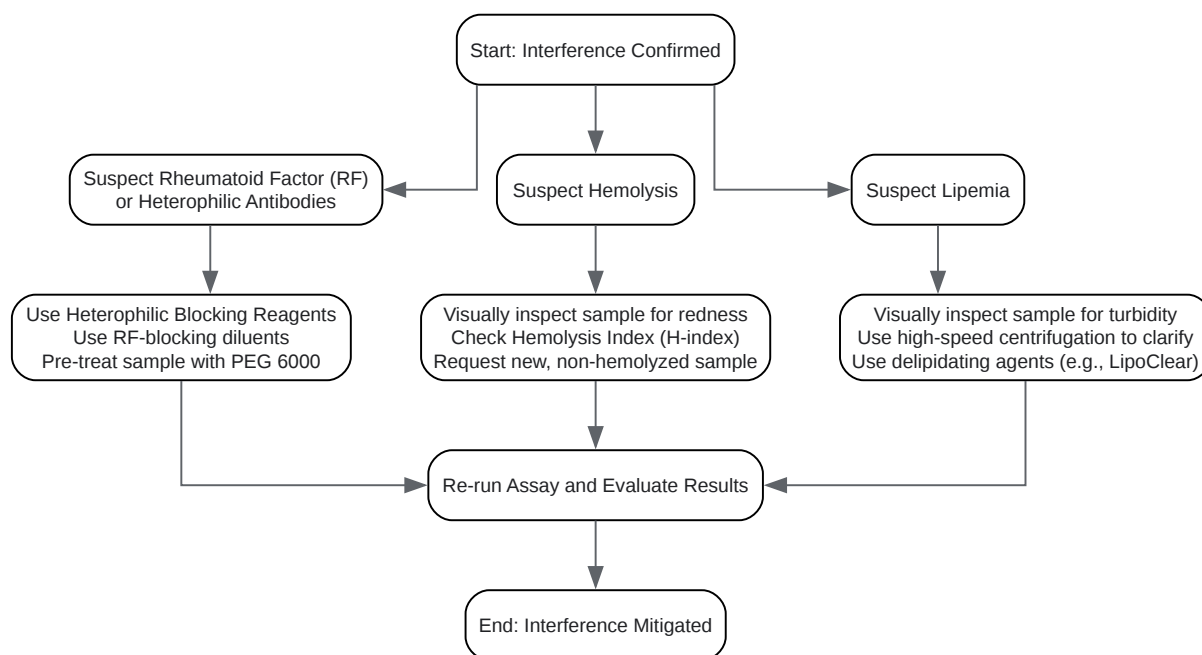 Start: Interference Confirmed
Suspect Rheumatoid Factor (RF)
or Heterophilic Antibodies
Suspect Hemolysis
Suspect Lipemia
Use Heterophilic Blocking Reagents
Use RF-blocking diluents
Pre-treat sample with PEG 6000
Visually inspect sample for redness
Check Hemolysis Index (H-index)
Request new, non-hemolyzed sample
Visually inspect sample for turbidity
Use high-speed centrifugation to clarify
Use delipidating agents (e.g., LipoClear)
Re-run Assay and Evaluate Results
End: Interference Mitigated